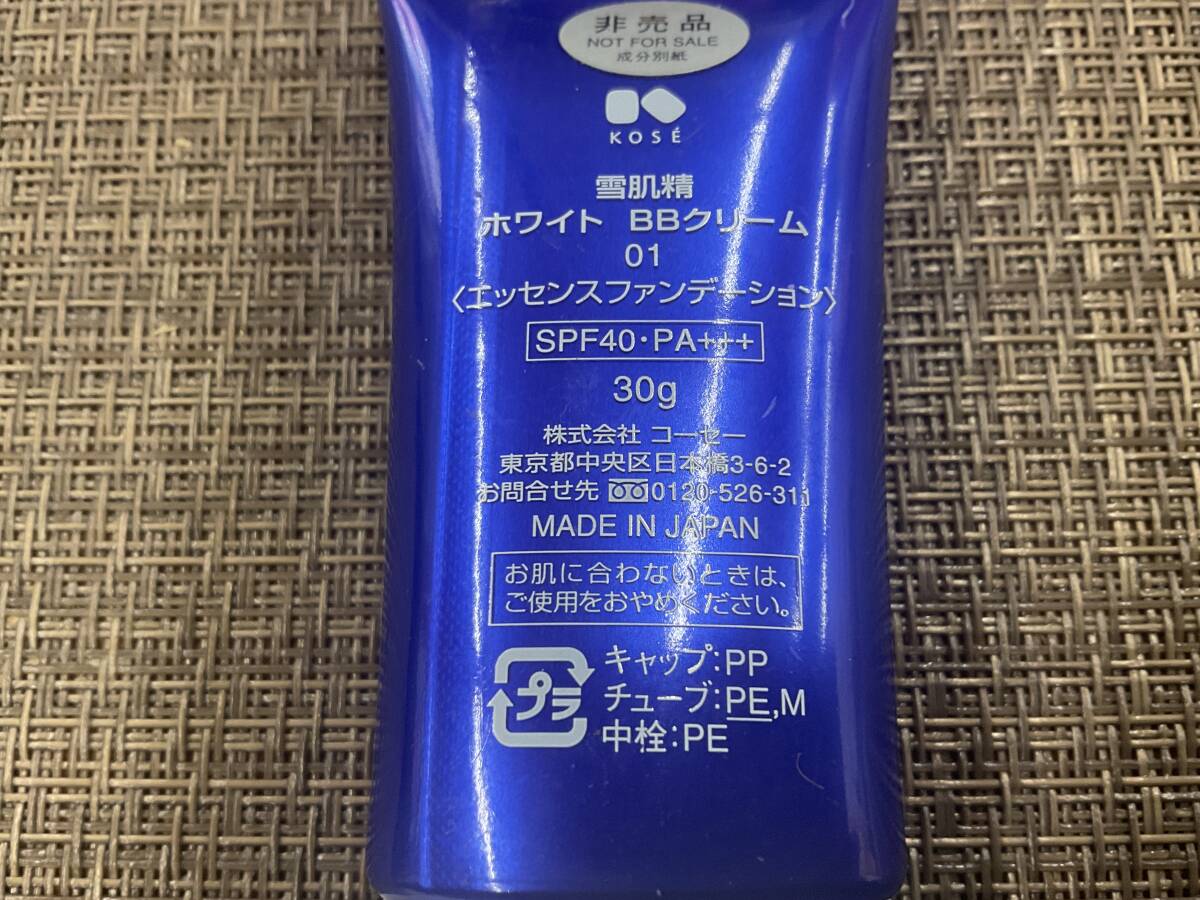 非売品
NOT FOR SALE
成分別紙
KOSÉ
雪肌精
ホワイト BBクリーム
01
〈エッセンスファンデーション〉
SPF40・PA+++
30g
株式会社 コーセー
東京都中央区日本橋3-6-2
お問合せ先 0120-526-311
MADE IN JAPAN
お肌に合わないときは、
ご使用をおやめください。
プラ
キャップ:PP
チューブ:PE,M
中栓:PE